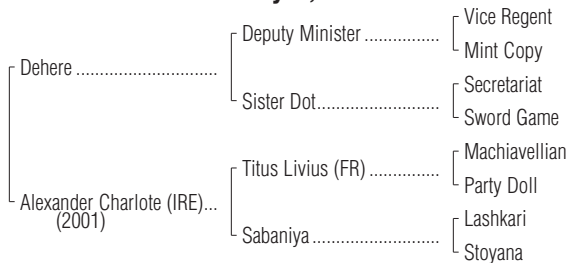 Vice Regent
Deputy Minister ................
Mint Copy
Dehere ..............................
Secretariat
Sister Dot..........................
Sword Game
Machiavellian
Titus Livius (FR) ...............
Party Doll
Alexander Charlote (IRE)...
(2001)
Lashkari
Sabaniya ...........................
Stoyana